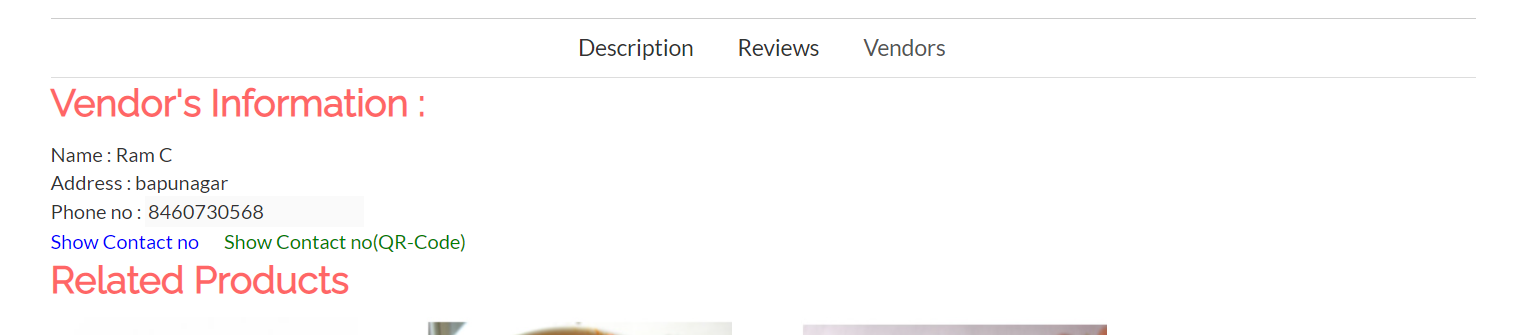 Description Reviews Vendors
Vendor's Information :
Name : Ram C
Address : bapunagar
Phone no : 8460730568
Show Contact no Show Contact no(QR-Code)
Related Products